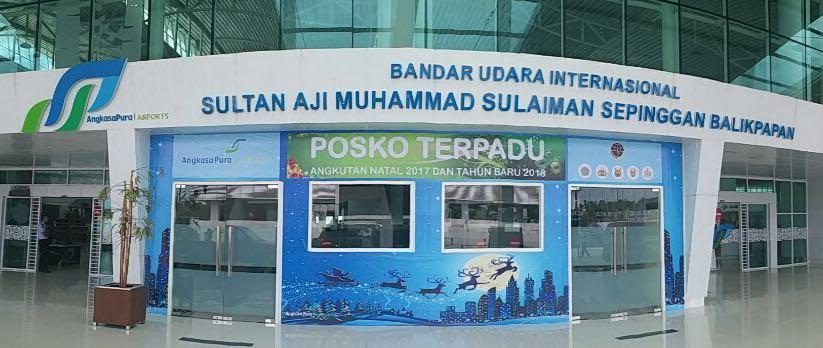 BANDAR UDARA INTERNASIONAL
SULTAN AJI MUHAMMAD SULAIMAN SEPINGGAN BALIKPAPAN
AngkasaPura | AIRPORTS
AngkasaPura
POSKO TERPADU
ANGKUTAN NATAL 2017 DAN TAHUN BARU 2018
AngkasaPura